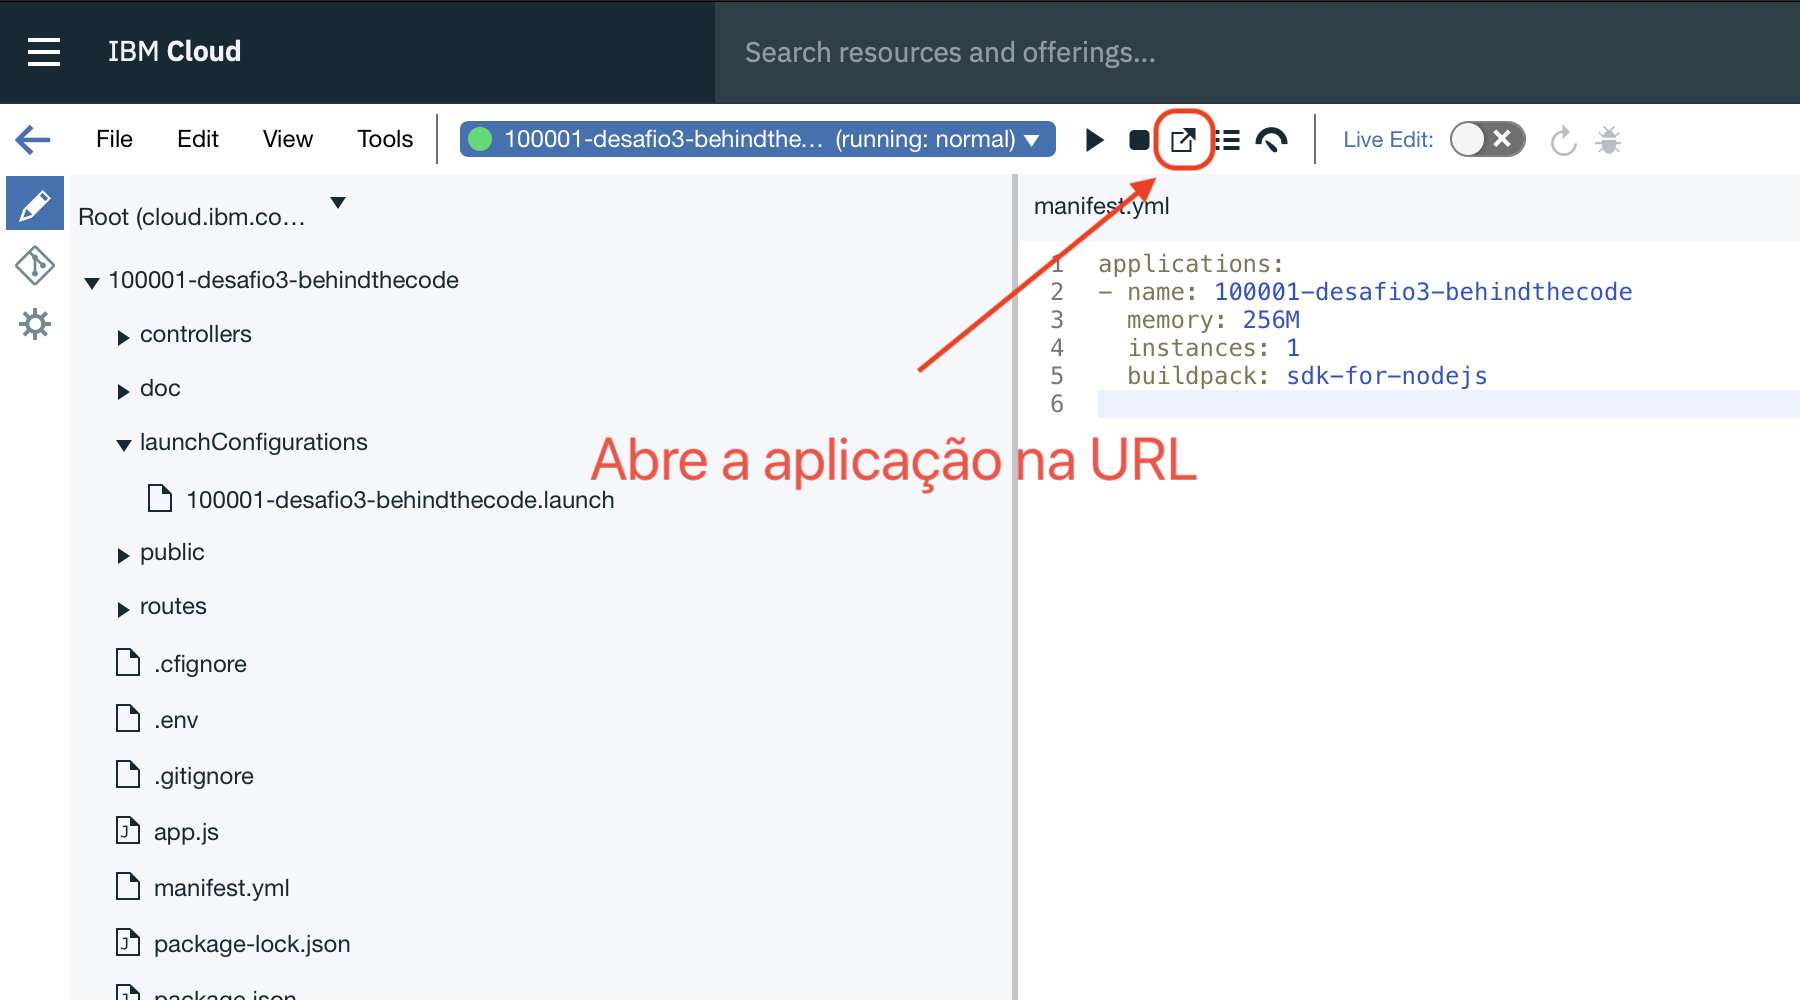 IBM Cloud
Search resources and offerings...
File Edit View Tools
100001-desafio3-behindthe... (running: normal)
Live Edit:
Root (cloud.ibm.co...
100001-desafio3-behindthecode
controllers
doc
launchConfigurations
100001-desafio3-behindthecode.launch
public
routes
.cfignore
.env
.gitignore
app.js
manifest.yml
package-lock.json
package.json
manifest.yml
1 applications:
2 - name: 100001-desafio3-behindthecode
3 memory: 256M
4 instances: 1
5 buildpack: sdk-for-nodejs
6
Abre a aplicação na URL